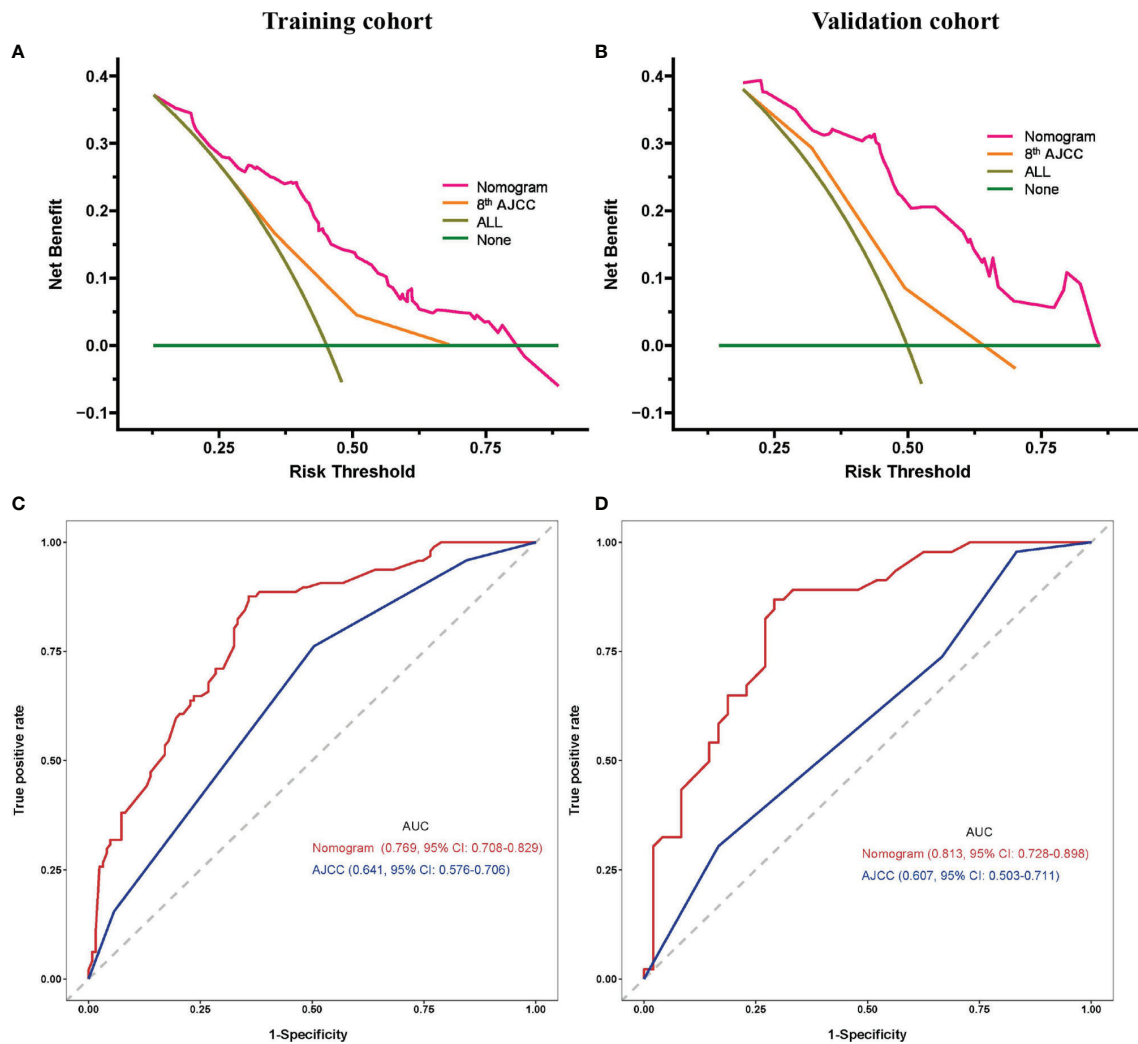 Training cohort
Validation cohort
A
0.4
0.3
0.2
0.1
0.0
−0.1
Net Benefit
Nomogram
8th AJCC
ALL
None
0.25
0.50
0.75
Risk Threshold
B
0.4
0.3
0.2
0.1
0.0
−0.1
Net Benefit
Nomogram
8th AJCC
ALL
None
0.25
0.50
0.75
Risk Threshold
C
1.00
0.75
0.50
0.25
0.00
True positive rate
AUC
Nomogram (0.769, 95% CI: 0.708-0.829)
AJCC (0.641, 95% CI: 0.576-0.706)
0.00
0.25
0.50
0.75
1.00
1-Specificity
D
1.00
0.75
0.50
0.25
0.00
True positive rate
AUC
Nomogram (0.813, 95% CI: 0.728-0.898)
AJCC (0.607, 95% CI: 0.503-0.711)
0.00
0.25
0.50
0.75
1.00
1-Specificity